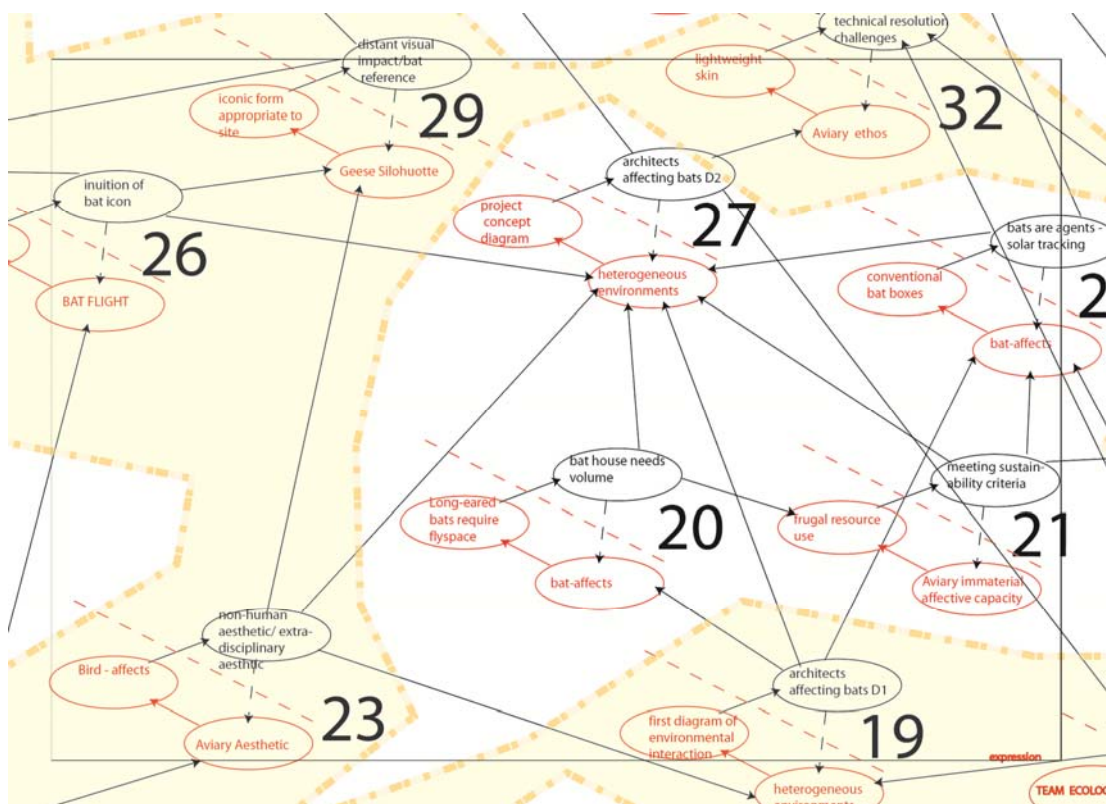 technical resolution
challenges
distant visual
impact/bat
reference
lightweight
skin
32
iconic form
appropriate to
site
29
Aviary ethos
architects
affecting bats D2
Geese Silohuotte
inuition of
bat icon
project
concept
diagram
27
bats are agents -
solar tracking
26
heterogeneous
environments
conventional
bat boxes
2
BAT FLIGHT
bat-affects
bat house needs
volume
meeting sustain-
ability criteria
Long-eared
bats require
flyspace
20
frugal resource
use
21
bat-affects
Aviary immaterial
affective capacity
non-human
aesthetic/ extra-
disciplinary
aesthtic
Bird - affects
architects
affecting bats D1
23
Aviary Aesthetic
first diagram of
environmental
interaction
19
expression
heterogeneous
environments
TEAM ECOLO